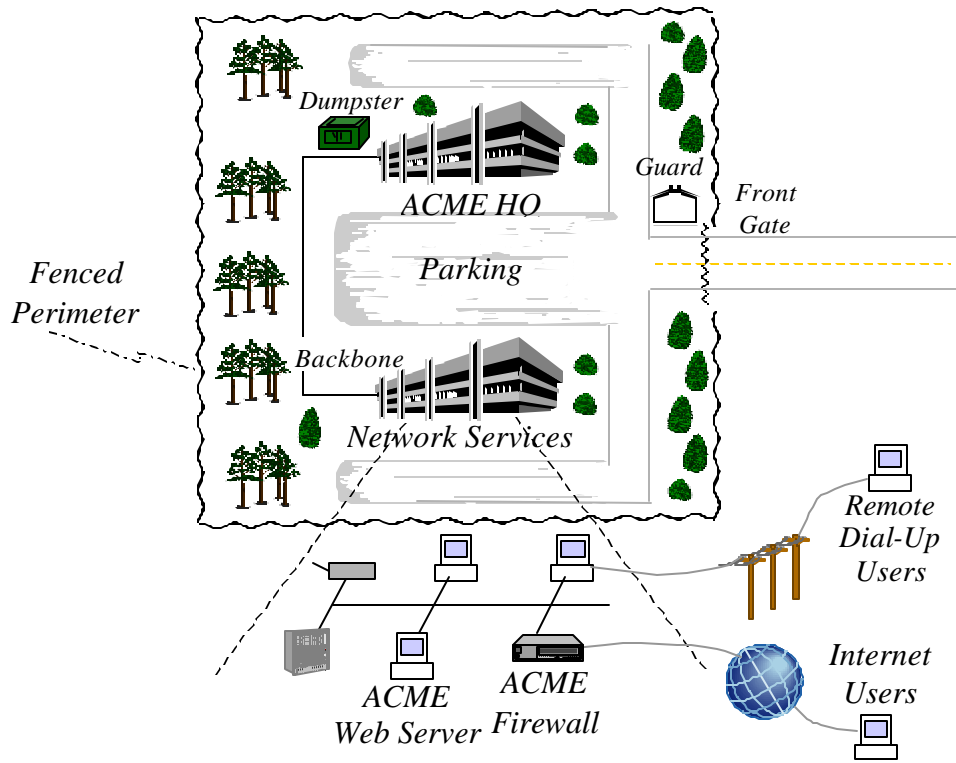 Dumpster
Guard
ACME HQ
Front
Gate
Parking
Fenced
Perimeter
Backbone
Network Services
Remote
Dial-Up
Users
Internet
Users
ACME
Web Server
ACME
Firewall